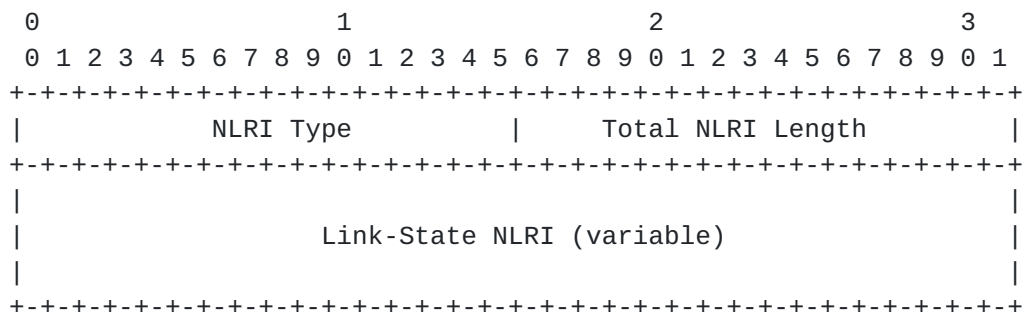 0                   1                   2                   3
 0 1 2 3 4 5 6 7 8 9 0 1 2 3 4 5 6 7 8 9 0 1 2 3 4 5 6 7 8 9 0 1
+-+-+-+-+-+-+-+-+-+-+-+-+-+-+-+-+-+-+-+-+-+-+-+-+-+-+-+-+-+-+-+-+
|            NLRI Type          |     Total NLRI Length         |
+-+-+-+-+-+-+-+-+-+-+-+-+-+-+-+-+-+-+-+-+-+-+-+-+-+-+-+-+-+-+-+-+
|                                                               |
|                   Link-State NLRI (variable)                  |
|                                                               |
+-+-+-+-+-+-+-+-+-+-+-+-+-+-+-+-+-+-+-+-+-+-+-+-+-+-+-+-+-+-+-+-+